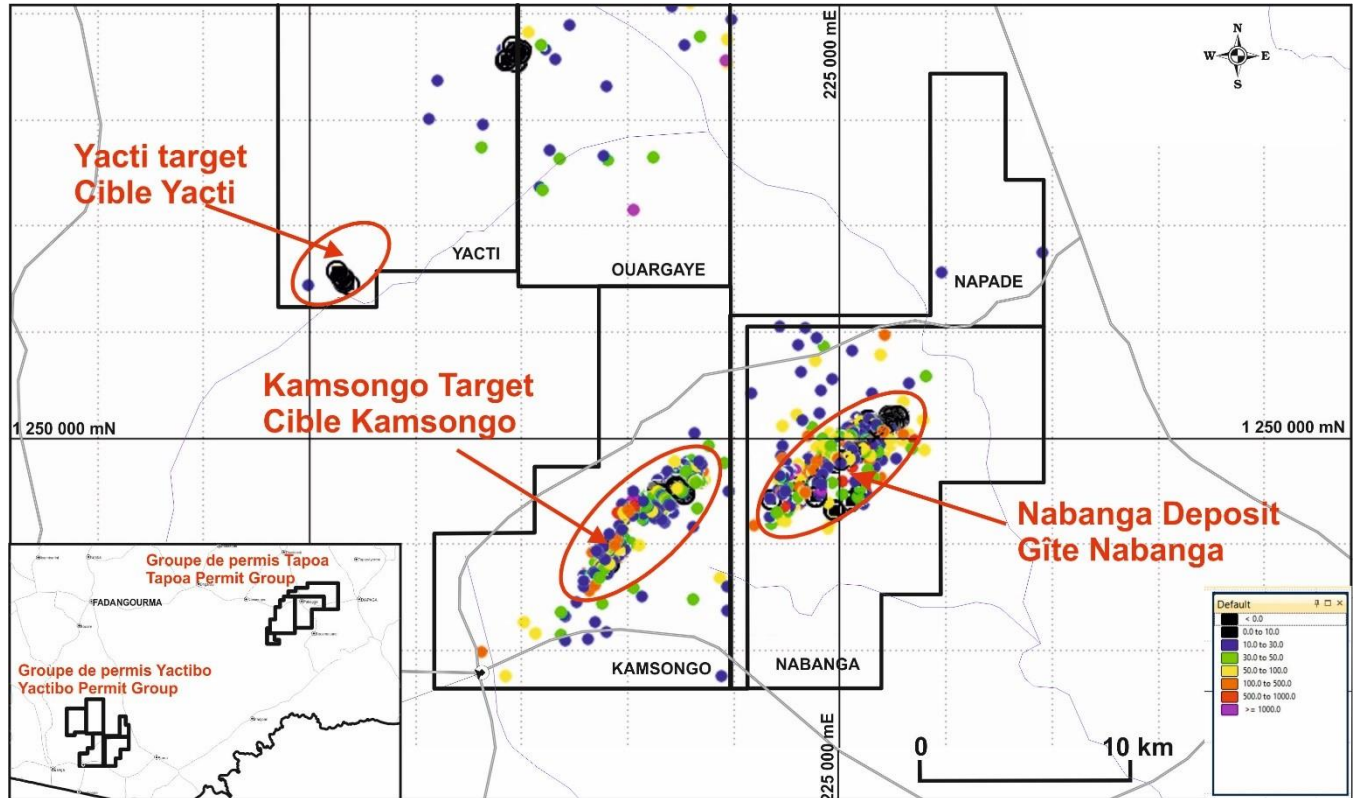 225 000 mE
N
W
E
S
Yacti target
Cible Yacti
YACTI
OUARGAYE
NAPADE
Kamsongo Target
Cible Kamsongo
1 250 000 mN
1 250 000 mN
Nabanga Deposit
Gîte Nabanga
KAMSONGO
NABANGA
225 000 mE
0
10 km
Groupe de permis Tapoa
Tapoa Permit Group
FADANGOURMA
Groupe de permis Yactibo
Yactibo Permit Group
Default
< 0.0
0.0 to 10.0
10.0 to 30.0
30.0 to 50.0
50.0 to 100.0
100.0 to 500.0
500.0 to 1000.0
>= 1000.0